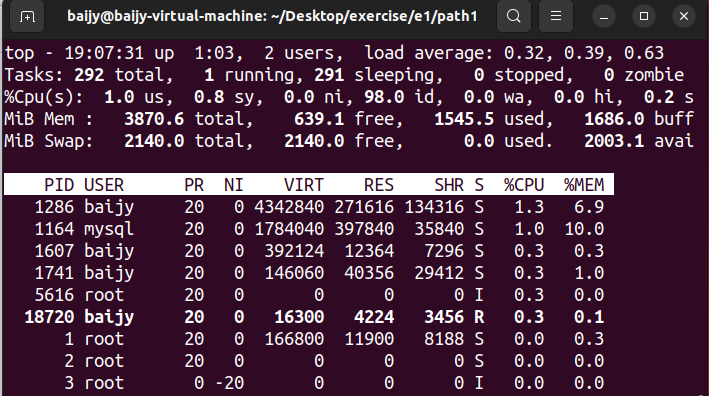 baijy@baijy-virtual-machine: ~/Desktop/exercise/e1/path1
top - 19:07:31 up  1:03,  2 users,  load average: 0.32, 0.39, 0.63
Tasks: 292 total,   1 running, 291 sleeping,   0 stopped,   0 zombie
%Cpu(s):  1.0 us,  0.8 sy,  0.0 ni, 98.0 id,  0.0 wa,  0.0 hi,  0.2 s
MiB Mem :   3870.6 total,    639.1 free,   1545.5 used,   1686.0 buff
MiB Swap:   2140.0 total,   2140.0 free,      0.0 used.   2003.1 avai
PID USER      PR  NI    VIRT    RES    SHR S  %CPU  %MEM
1286 baijy     20   0 4342840 271616 134316 S   1.3   6.9
1164 mysql     20   0 1784040 397840  35840 S   1.0  10.0
1607 baijy     20   0  392124  12364   7296 S   0.3   0.3
1741 baijy     20   0  146060  40356  29412 S   0.3   1.0
5616 root      20   0       0      0      0 I   0.3   0.0
18720 baijy     20   0   16300   4224   3456 R   0.3   0.1
1 root      20   0  166800  11900   8188 S   0.0   0.3
2 root      20   0       0      0      0 S   0.0   0.0
3 root       0 -20       0      0      0 I   0.0   0.0